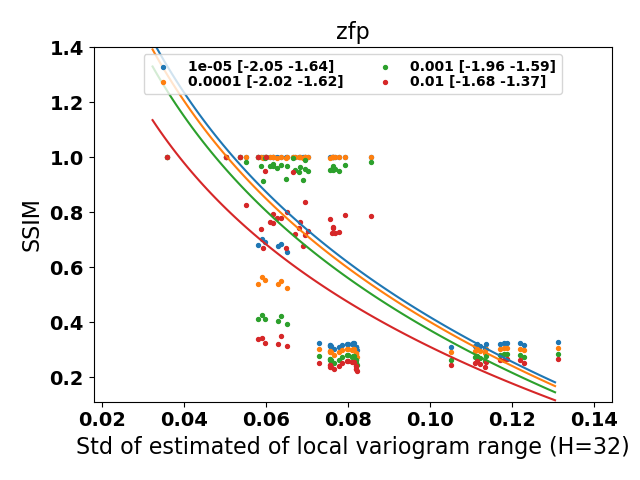 zfp
1e-05 [-2.05 -1.64]
0.0001 [-2.02 -1.62]
0.001 [-1.96 -1.59]
0.01 [-1.68 -1.37]
SSIM
1.4
1.2
1.0
0.8
0.6
0.4
0.2
0.02 0.04 0.06 0.08 0.10 0.12 0.14
Std of estimated of local variogram range (H=32)